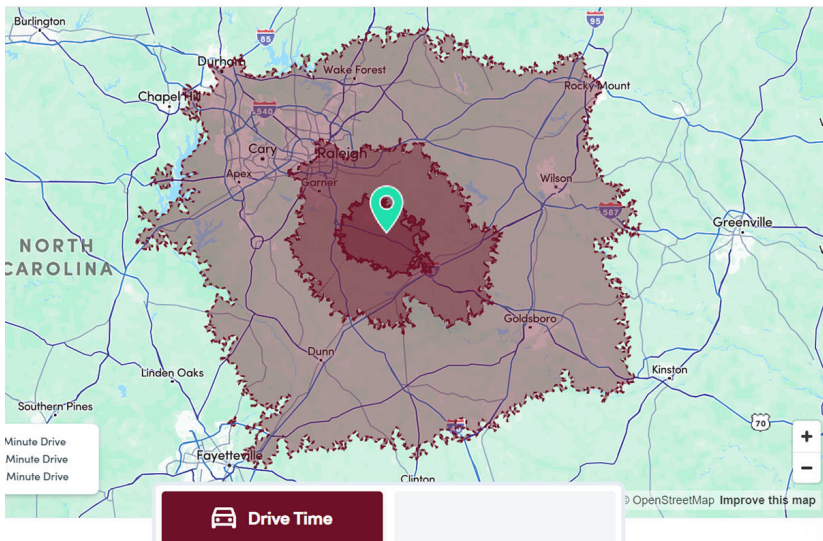 Burlington
85
95
Durham
Wake Forest
Rocky Mount
Chapel Hill
540
Cary
Raleigh
Apex
Garner
Wilson
587
Greenville
NORTH
CAROLINA
Goldsboro
Dunn
Linden Oaks
Kinston
Southern Pines
70
Minute Drive
Minute Drive
Minute Drive
Fayetteville
Clinton
+
−
© OpenStreetMap Improve this map
Drive Time